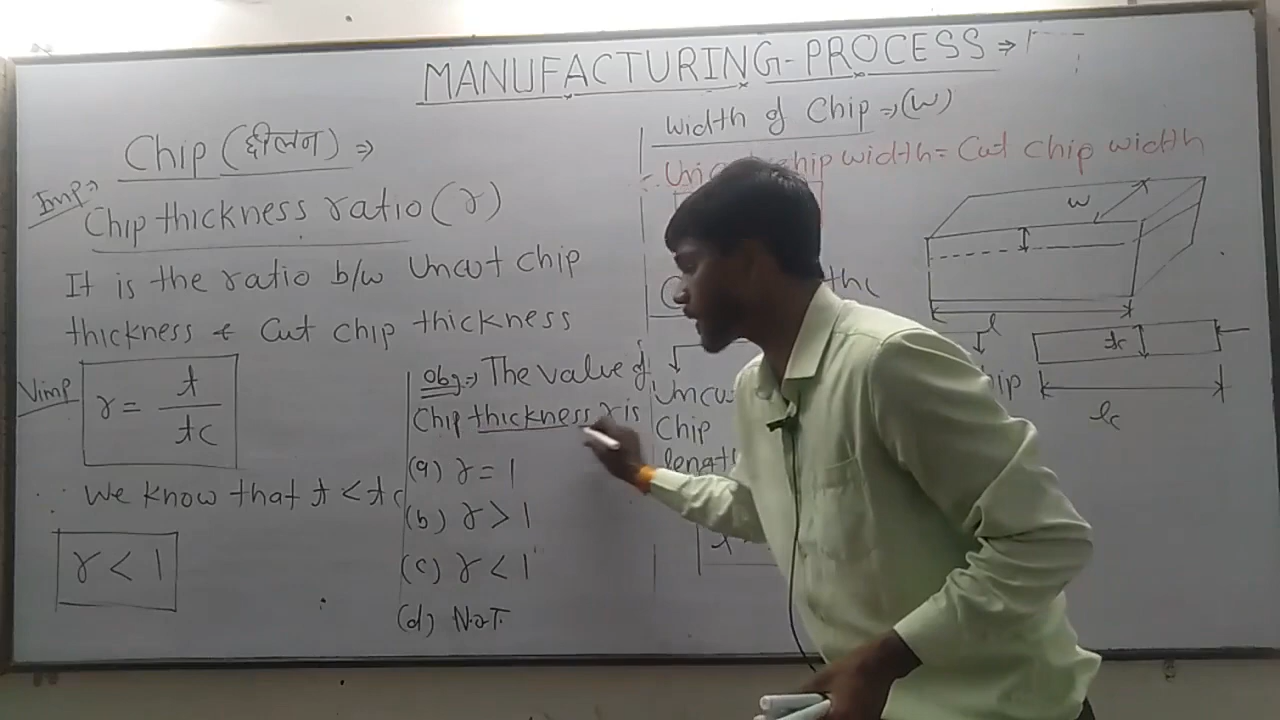 MANUFACTURING-PROCESS ⇒
Chip (छीलन) ⇒
Imp.⇒
Chip thickness ratio (r)
It is the ratio b/w Uncut chip
thickness & Cut chip thickness
Vimp
r = t / tc
∴ We know that t < tc
r < 1
Obj.⇒ The value of
Chip thickness r is
(a) r = 1
(b) r > 1
(c) r < 1
(d) N.O.T.
Width of Chip ⇒ (w)
chip width = Cut chip width
w
l
tc
lc
Chip